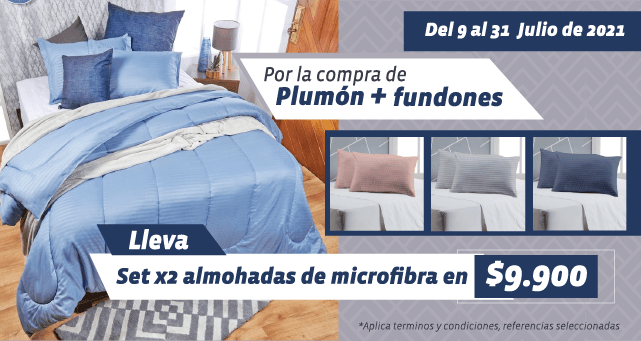 Del 9 al 31 Julio de 2021
Por la compra de
Plumón + fundones
Lleva
Set x2 almohadas de microfibra en $9.900
*Aplica terminos y condiciones, referencias seleccionadas